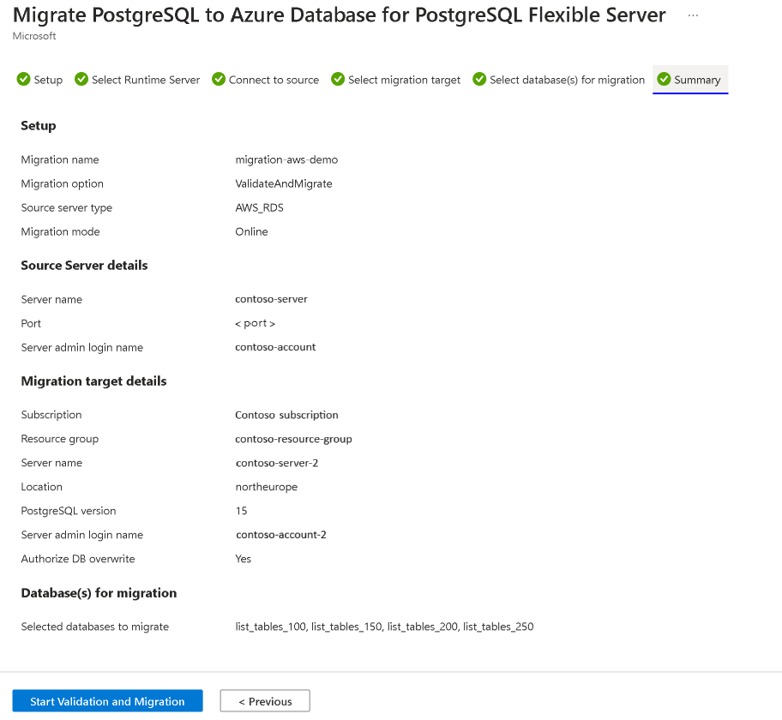 Migrate PostgreSQL to Azure Database for PostgreSQL Flexible Server ...
Microsoft
Setup Select Runtime Server Connect to source Select migration target Select database(s) for migration Summary
Setup
Migration name migration-aws-demo
Migration option ValidateAndMigrate
Source server type AWS_RDS
Migration mode Online
Source Server details
Server name contoso-server
Port < port >
Server admin login name contoso-account
Migration target details
Subscription Contoso subscription
Resource group contoso-resource-group
Server name contoso-server-2
Location northeurope
PostgreSQL version 15
Server admin login name contoso-account-2
Authorize DB overwrite Yes
Database(s) for migration
Selected databases to migrate list_tables_100, list_tables_150, list_tables_200, list_tables_250
Start Validation and Migration < Previous